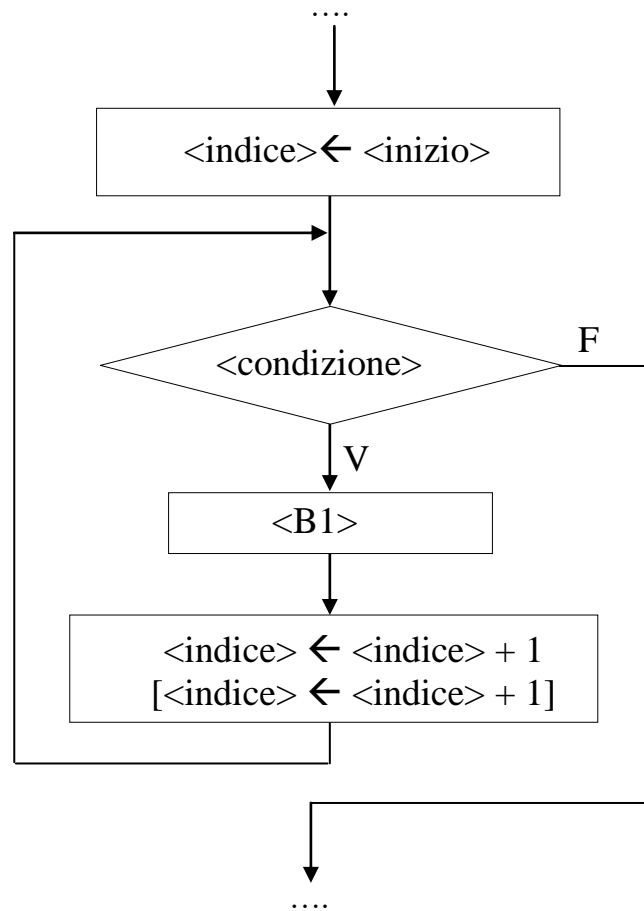 ....
<indice>← <inizio>
<condizione>
F
V
<B1>
<indice> ← <indice> + 1
[<indice> ← <indice> + 1]
....